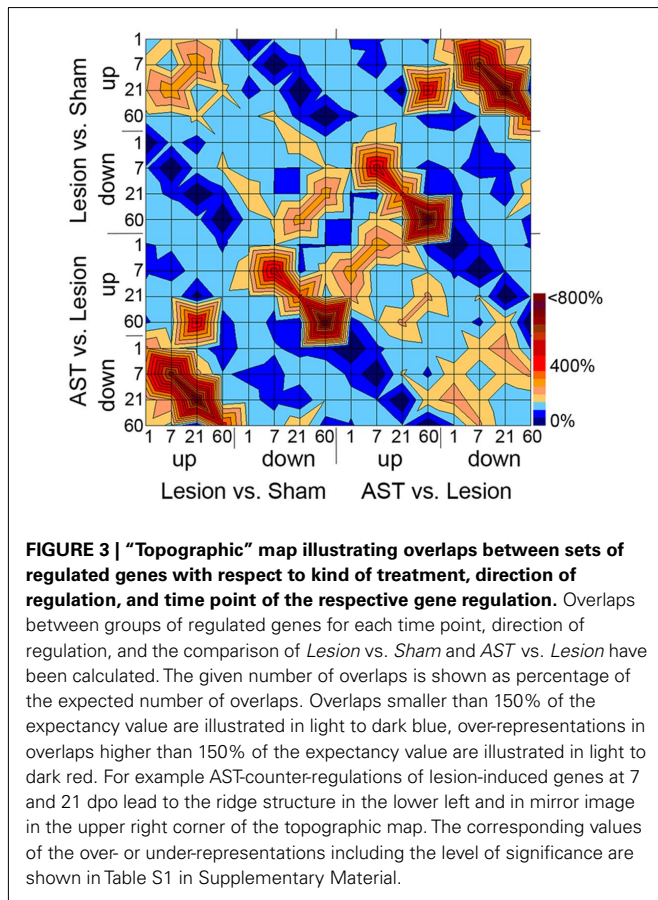 1
7
21
60
1
7
21
60
1
7
21
60
1
7
21
60
Lesion vs. Sham
up
down
AST vs. Lesion
up
down
<800%
400%
0%
1 7 21 60 1 7 21 60 1 7 21 60 1 7 21 60
up down up down
Lesion vs. Sham AST vs. Lesion
FIGURE 3 | “Topographic” map illustrating overlaps between sets of
regulated genes with respect to kind of treatment, direction of
regulation, and time point of the respective gene regulation. Overlaps
between groups of regulated genes for each time point, direction of
regulation, and the comparison of Lesion vs. Sham and AST vs. Lesion have
been calculated. The given number of overlaps is shown as percentage of
the expected number of overlaps. Overlaps smaller than 150% of the
expectancy value are illustrated in light to dark blue, over-representations in
overlaps higher than 150% of the expectancy value are illustrated in light to
dark red. For example AST-counter-regulations of lesion-induced genes at 7
and 21 dpo lead to the ridge structure in the lower left and in mirror image
in the upper right corner of the topographic map. The corresponding values
of the over- or under-representations including the level of significance are
shown in Table S1 in Supplementary Material.